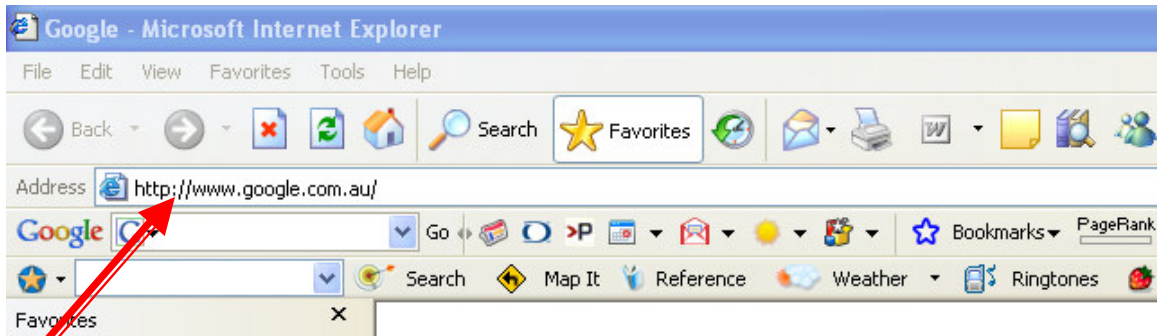 Google - Microsoft Internet Explorer
File Edit View Favorites Tools Help
Back Search Favorites W
Address http://www.google.com.au/
Google G Go >P Bookmarks PageRank
Search Map It Reference Weather Ringtones
Favorites x